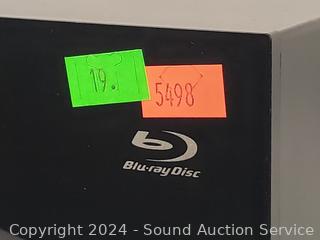 19.
5498
Blu-ray Disc
Copyright © 2024 - Sound Auction Service